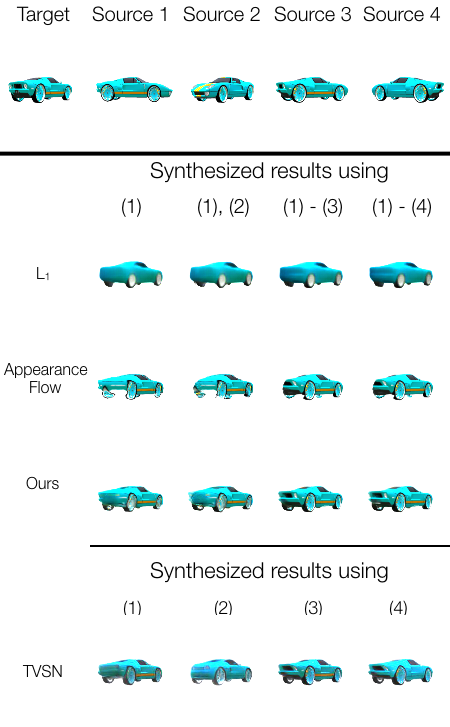 Target Source 1 Source 2 Source 3 Source 4
Synthesized results using
(1) (1), (2) (1) - (3) (1) - (4)
L₁
Appearance
Flow
Ours
Synthesized results using
(1) (2) (3) (4)
TVSN